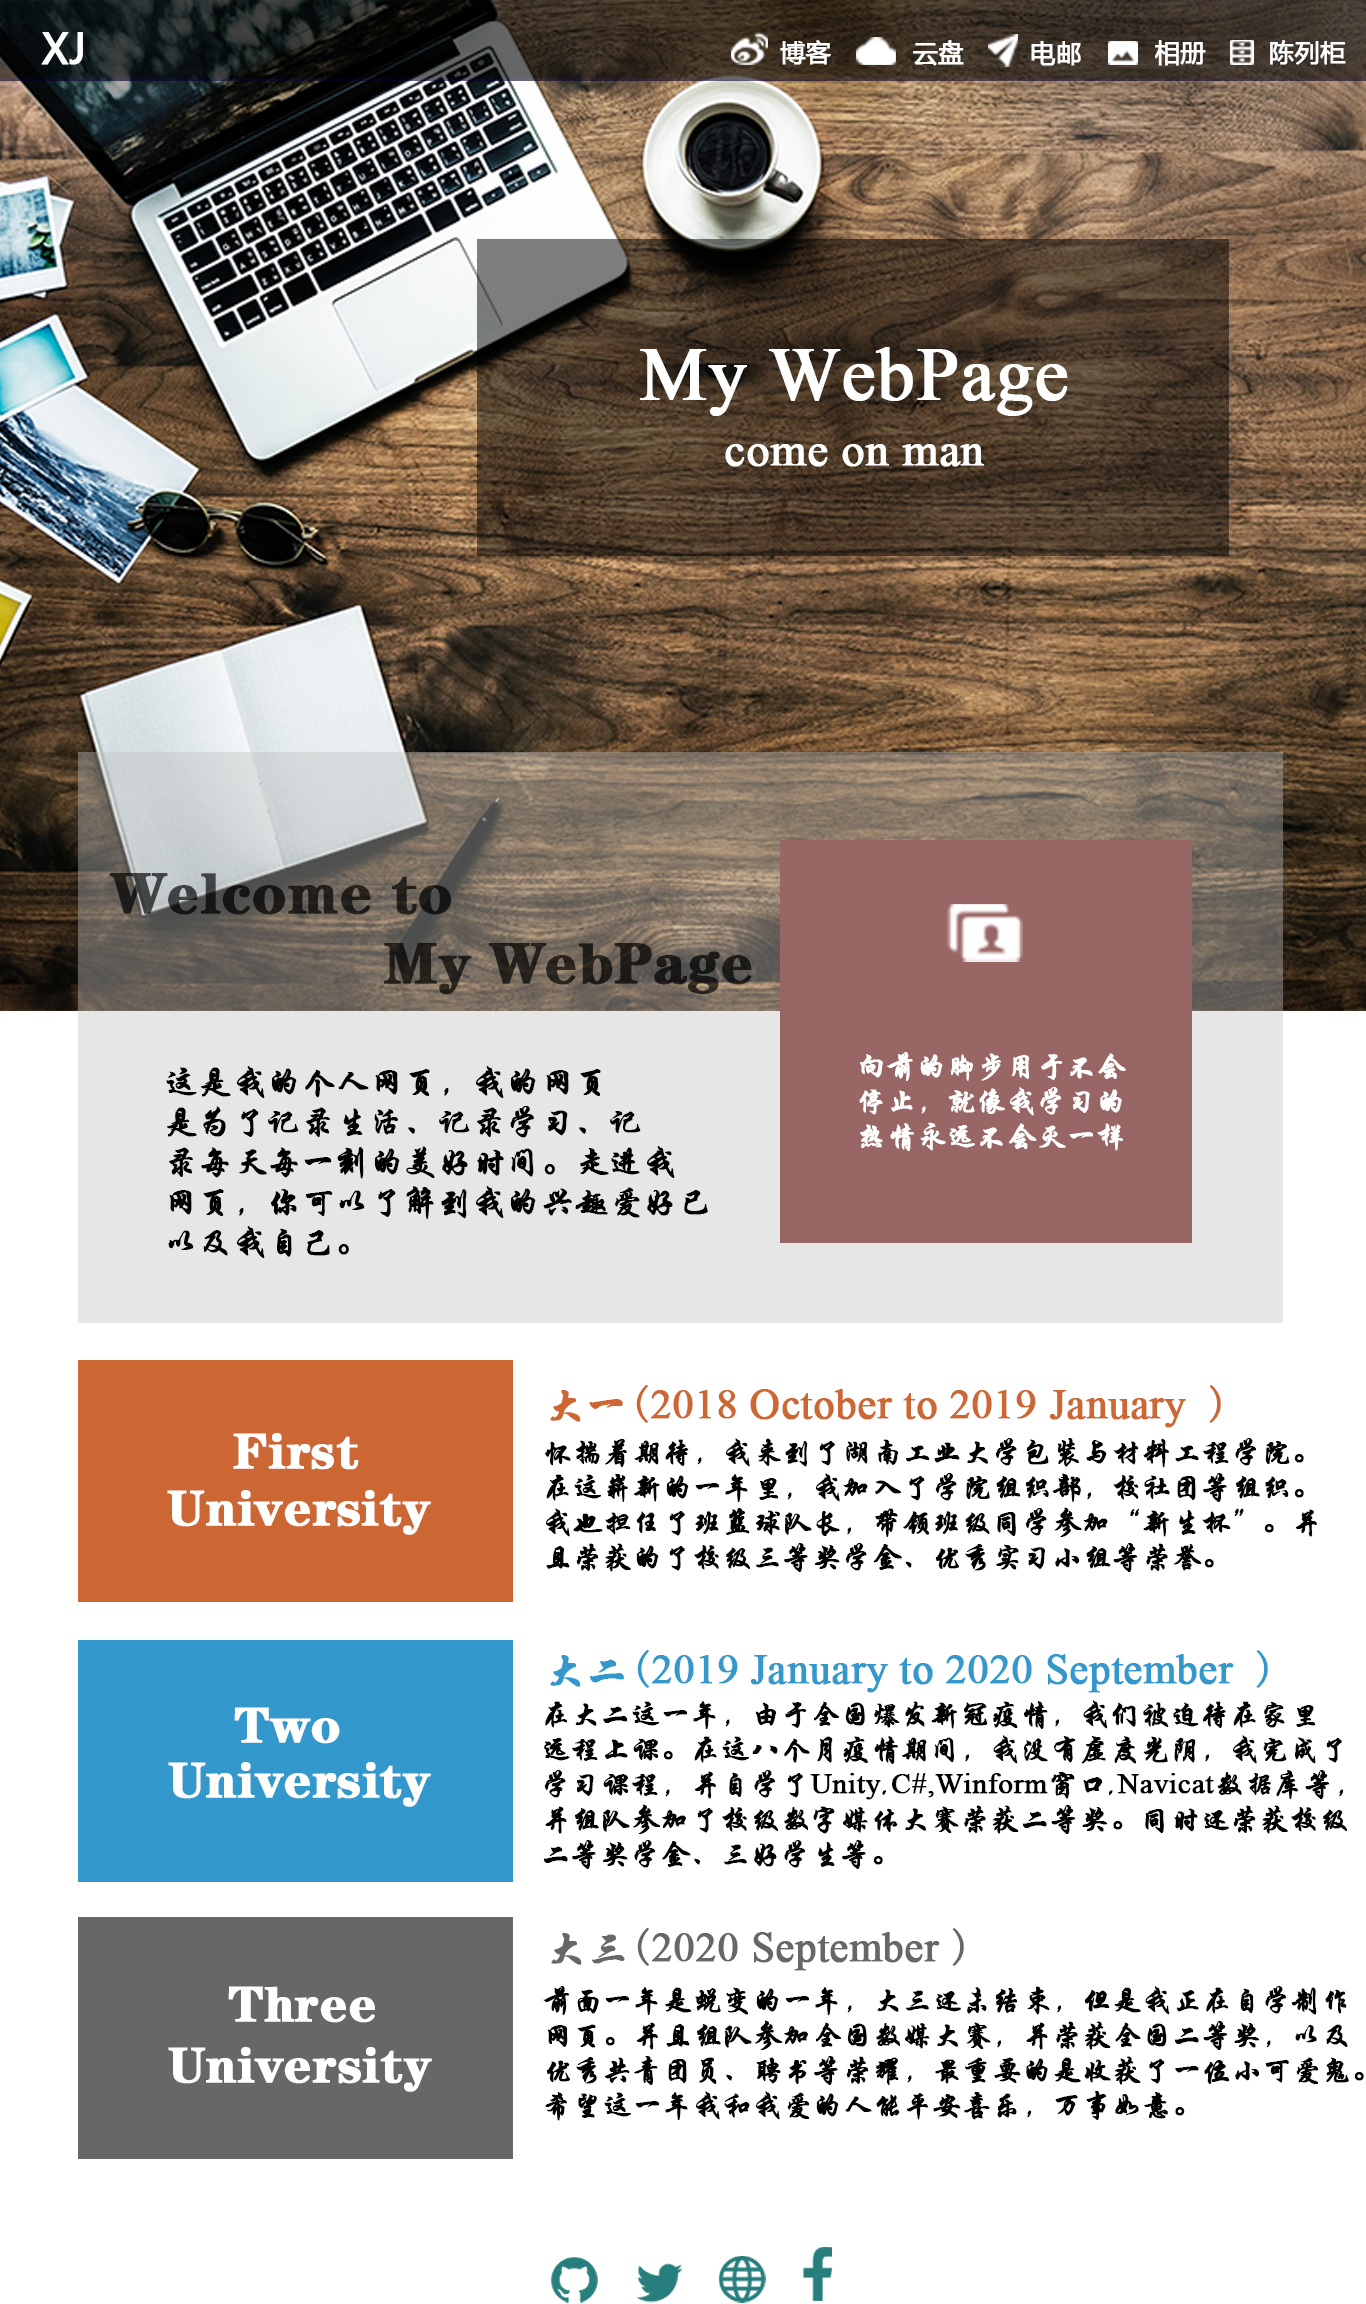 XJ
博客 云盘 电邮 相册 陈列柜
My WebPage
come on man
Welcome to
My WebPage
这是我的个人网页，我的网页
是为了记录生活、记录学习、记
录每天每一刻的美好时间。走进我
网页，你可以了解到我的兴趣爱好已
以及我自己。
向前的脚步用于不会
停止，就像我学习的
热情永远不会灭一样
First
University
大一(2018 October to 2019 January )
怀揣着期待，我来到了湖南工业大学包装与材料工程学院。
在这崭新的一年里，我加入了学院组织部，校社团等组织。
我也担任了班篮球队长，带领班级同学参加“新生杯”。并
且荣获的了校级三等奖学金、优秀实习小组等荣誉。
Two
University
大二(2019 January to 2020 September )
在大二这一年，由于全国爆发新冠疫情，我们被迫待在家里
远程上课。在这八个月疫情期间，我没有虚度光阴，我完成了
学习课程，并自学了Unity,C#,Winform窗口,Navicat数据库等，
并组队参加了校级数字媒体大赛荣获二等奖。同时还荣获校级
二等奖学金、三好学生等。
Three
University
大三(2020 September )
前面一年是蜕变的一年，大三还未结束，但是我正在自学制作
网页。并且组队参加全国数媒大赛，并荣获全国二等奖，以及
优秀共青团员、聘书等荣耀，最重要的是收获了一位小可爱鬼。
希望这一年我和我爱的人能平安喜乐，万事如意。